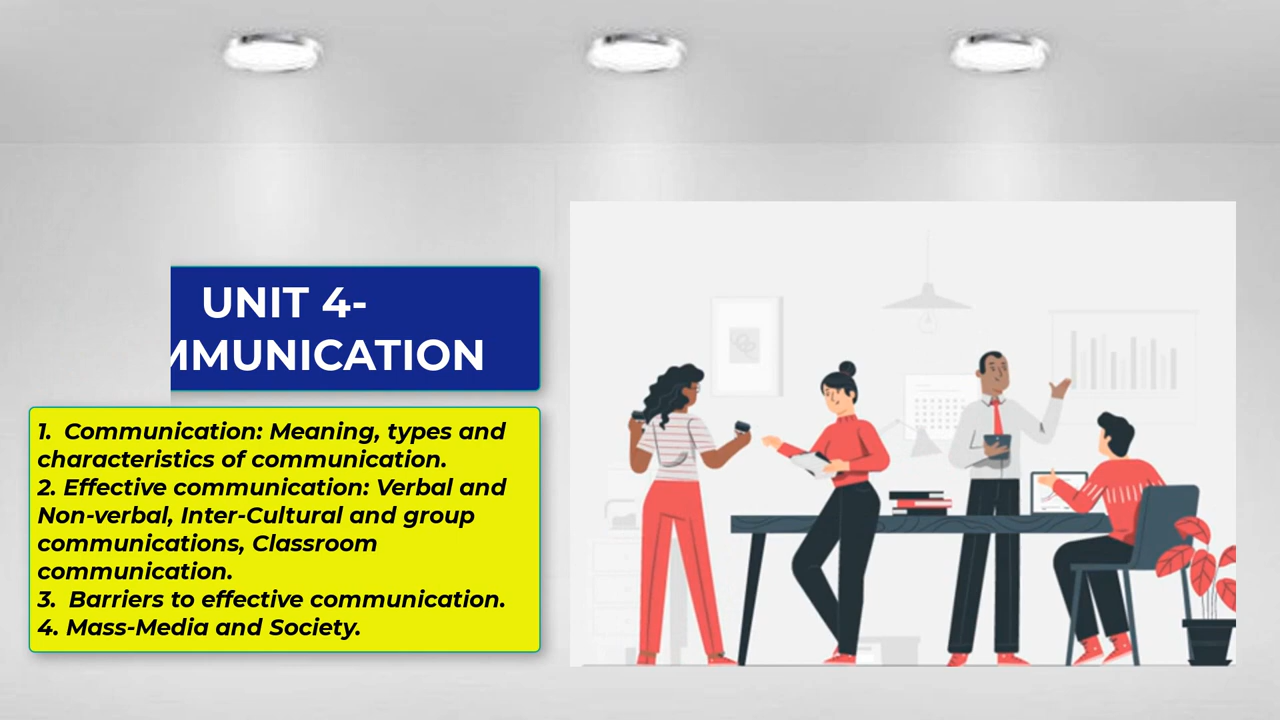 UNIT 4-
MMUNICATION
1. Communication: Meaning, types and
characteristics of communication.
2. Effective communication: Verbal and
Non-verbal, Inter-Cultural and group
communications, Classroom
communication.
3. Barriers to effective communication.
4. Mass-Media and Society.